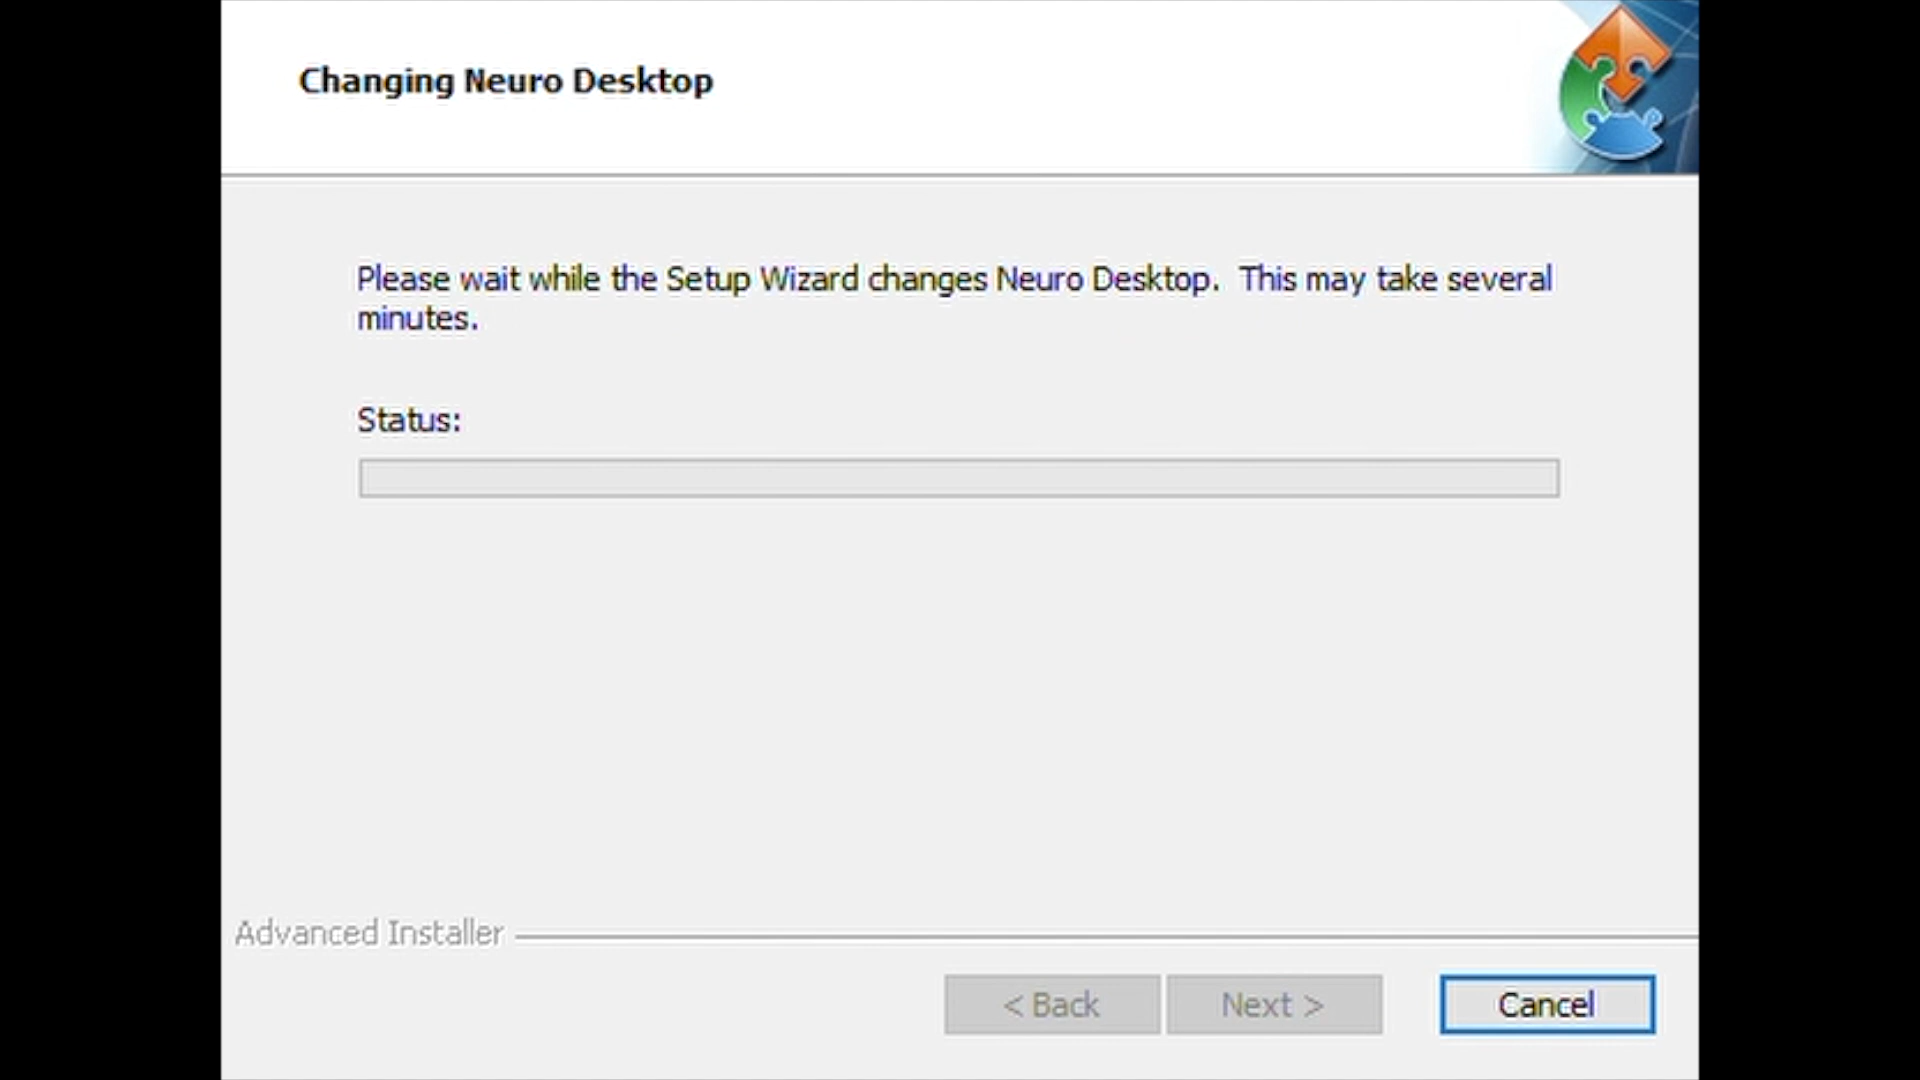 Changing Neuro Desktop
Please wait while the Setup Wizard changes Neuro Desktop.  This may take several
minutes.
Status:
Advanced Installer
< Back
Next >
Cancel